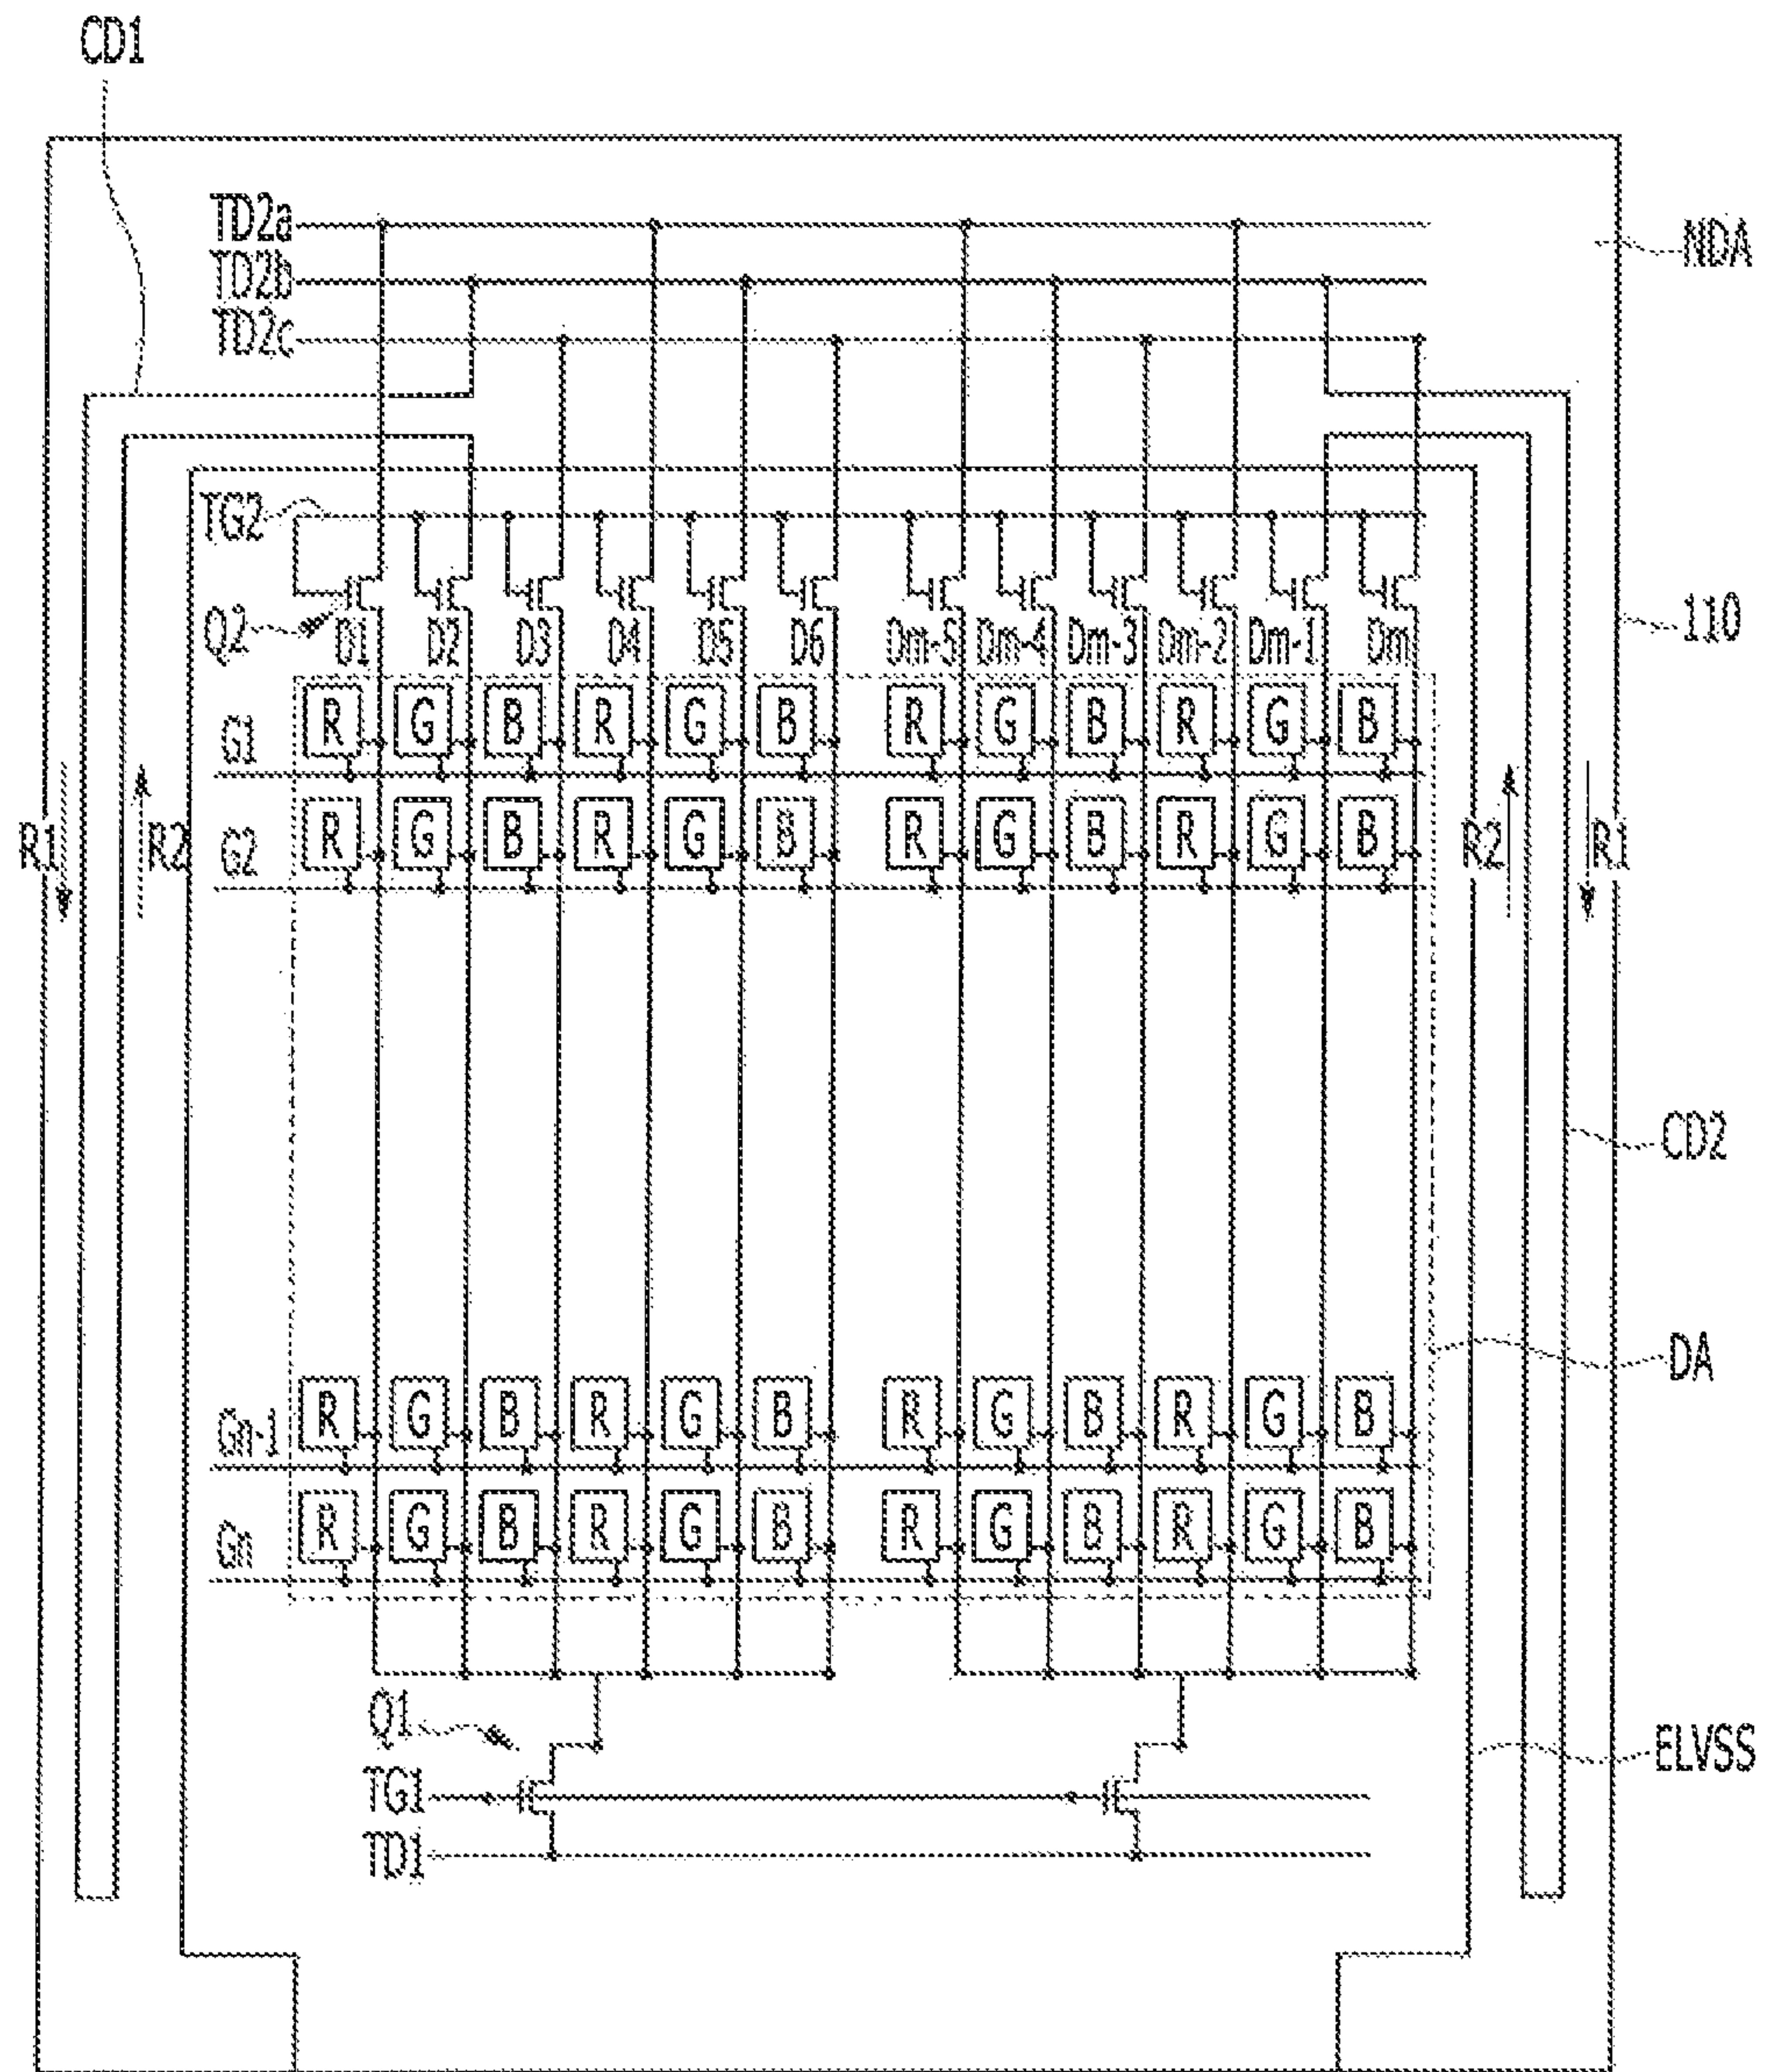 CD1
TD2a
NDA
TD2b
TD2c
TG2
Q2
110
D1 D2 D3 D4 D5 D6 Dm-5 Dm-4 Dm-3 Dm-2 Dm-1 Dm
G1 R G B R G B R G B R G B
R1 R2 G2 R G B R G B R G B R G B R2 R1
CD2
DA
Gn-1 R G B R G B R G B R G B
Gn R G B R G B R G B R G B
Q1
ELVSS
TG1
TD1